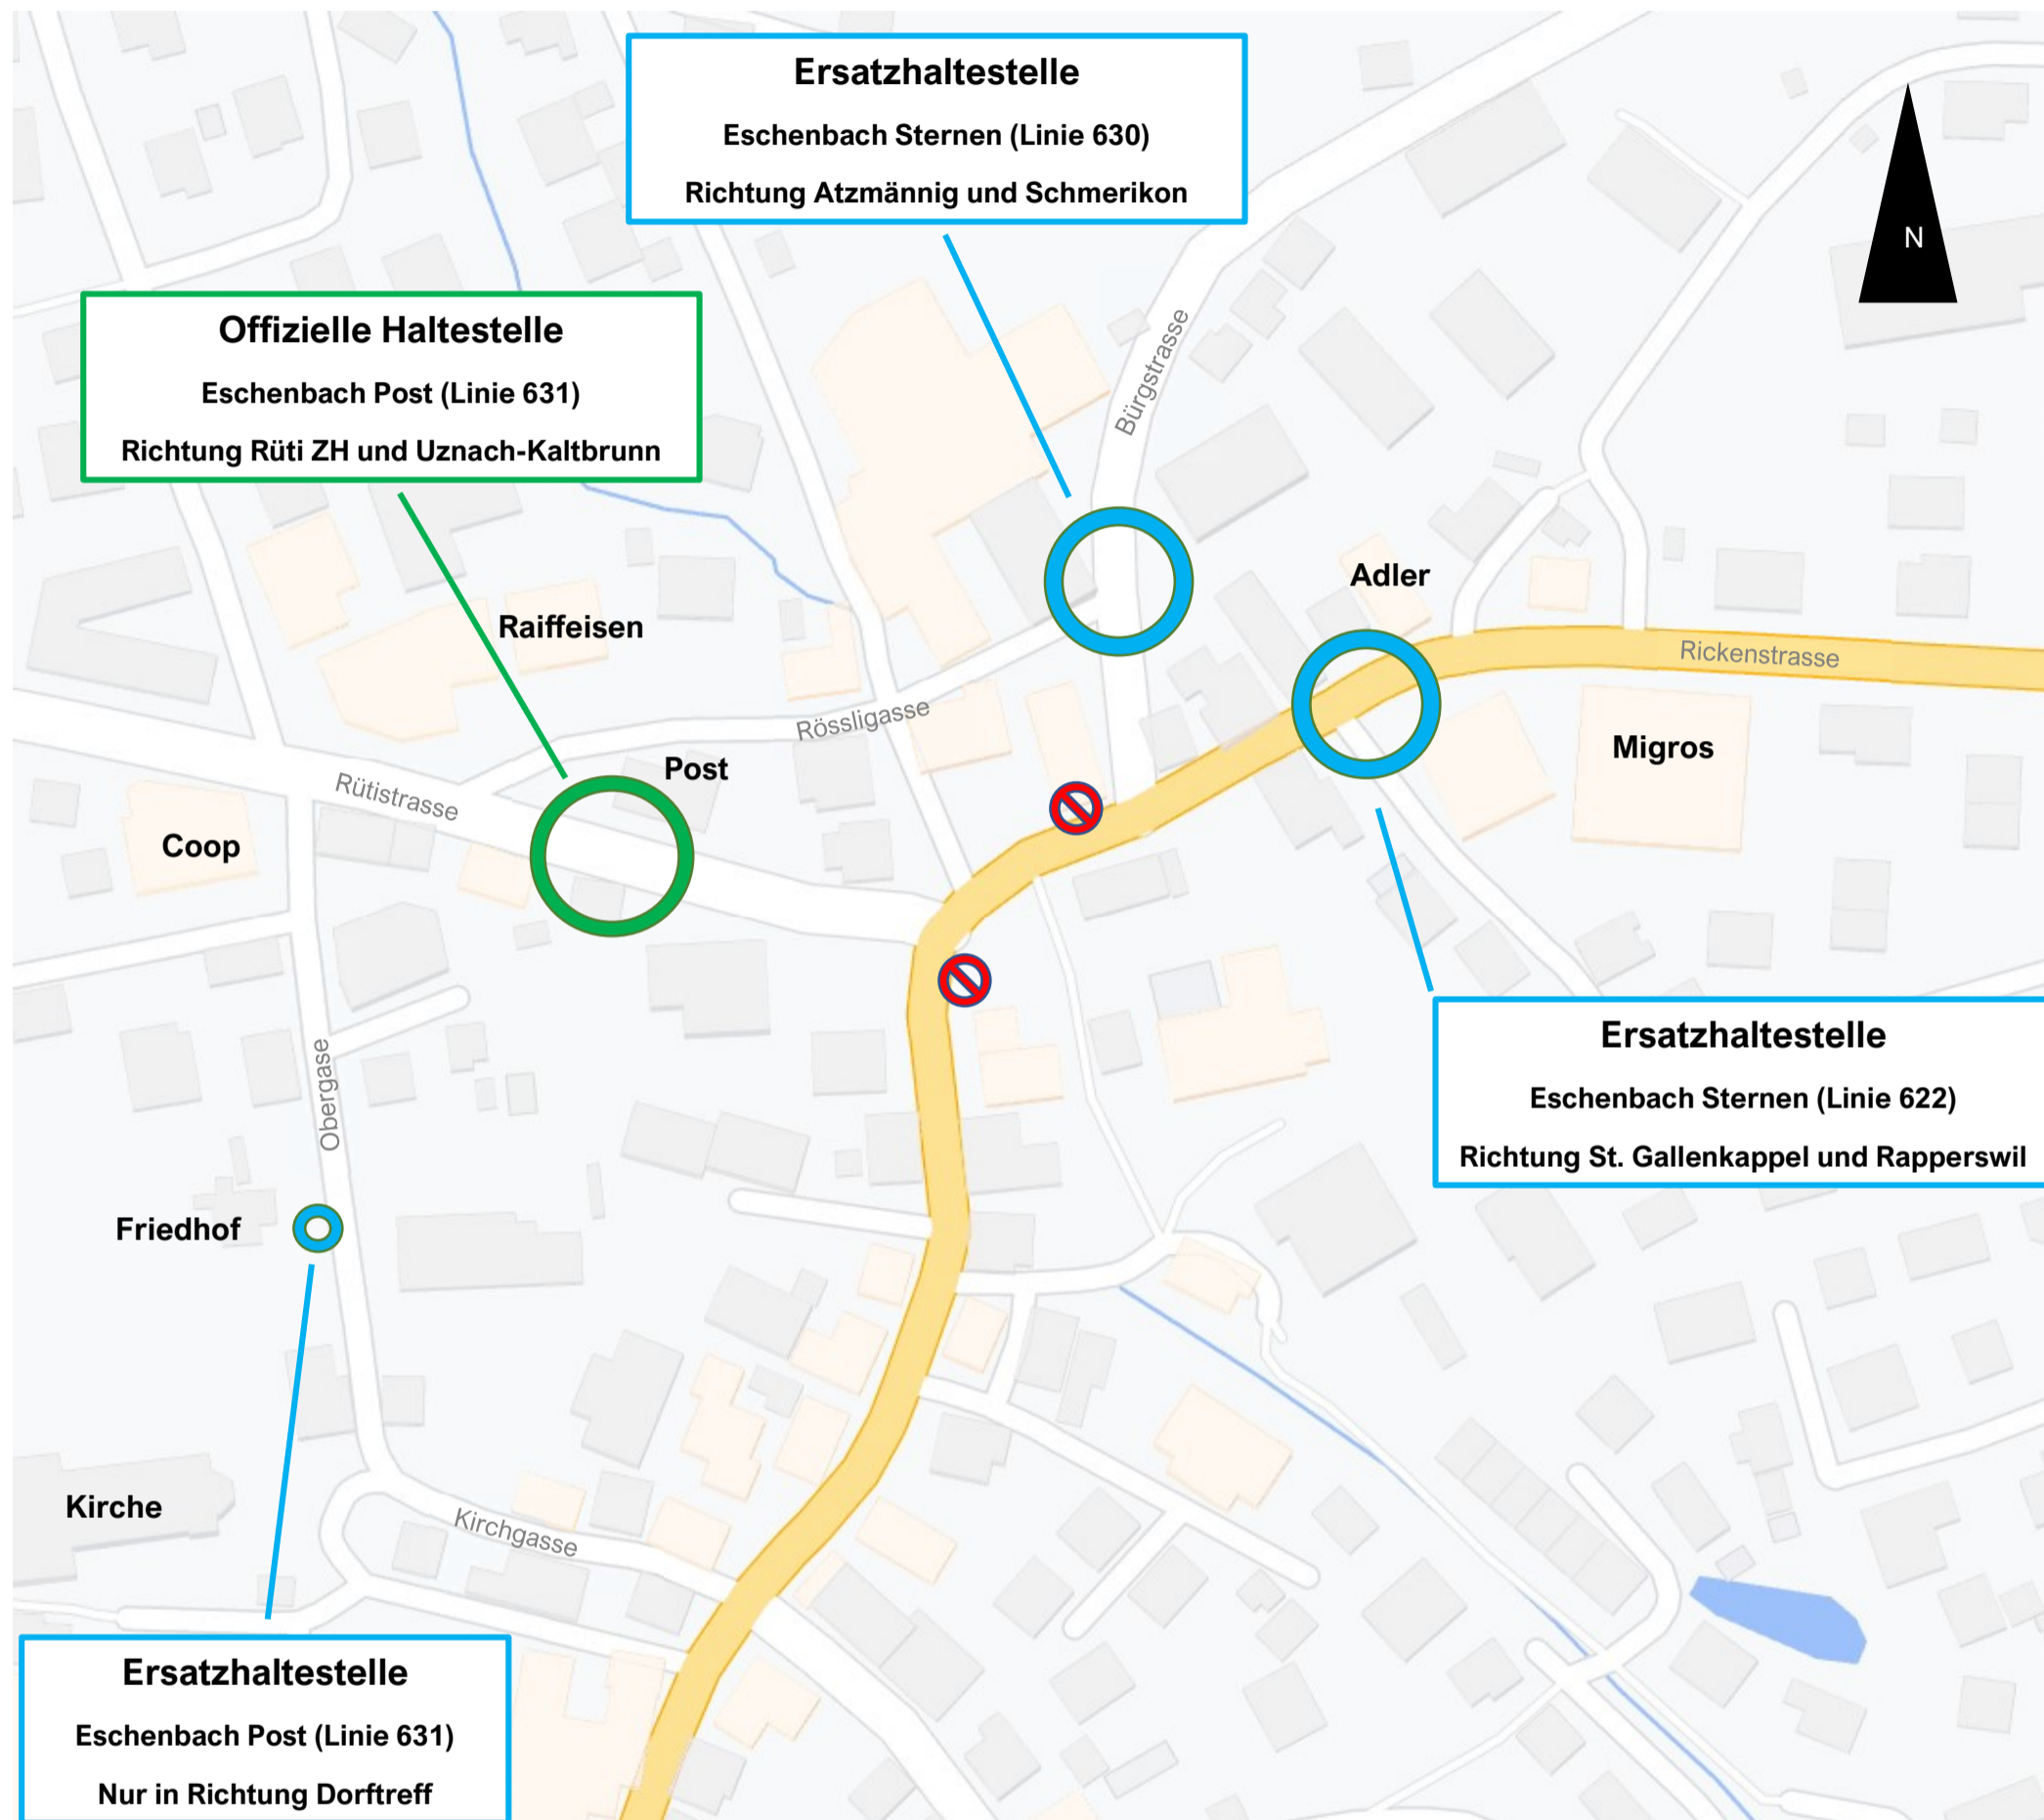 Ersatzhaltestelle
Eschenbach Sternen (Linie 630)
Richtung Atzmännig und Schmerikon
N
Offizielle Haltestelle
Eschenbach Post (Linie 631)
Richtung Rüti ZH und Uznach-Kaltbrunn
Bürgstrasse
Adler
Raiffeisen
Rickenstrasse
Rössligasse
Migros
Post
Rütistrasse
Coop
Ersatzhaltestelle
Eschenbach Sternen (Linie 622)
Richtung St. Gallenkappel und Rapperswil
Obergase
Friedhof
Kirche
Kirchgasse
Ersatzhaltestelle
Eschenbach Post (Linie 631)
Nur in Richtung Dorftreff